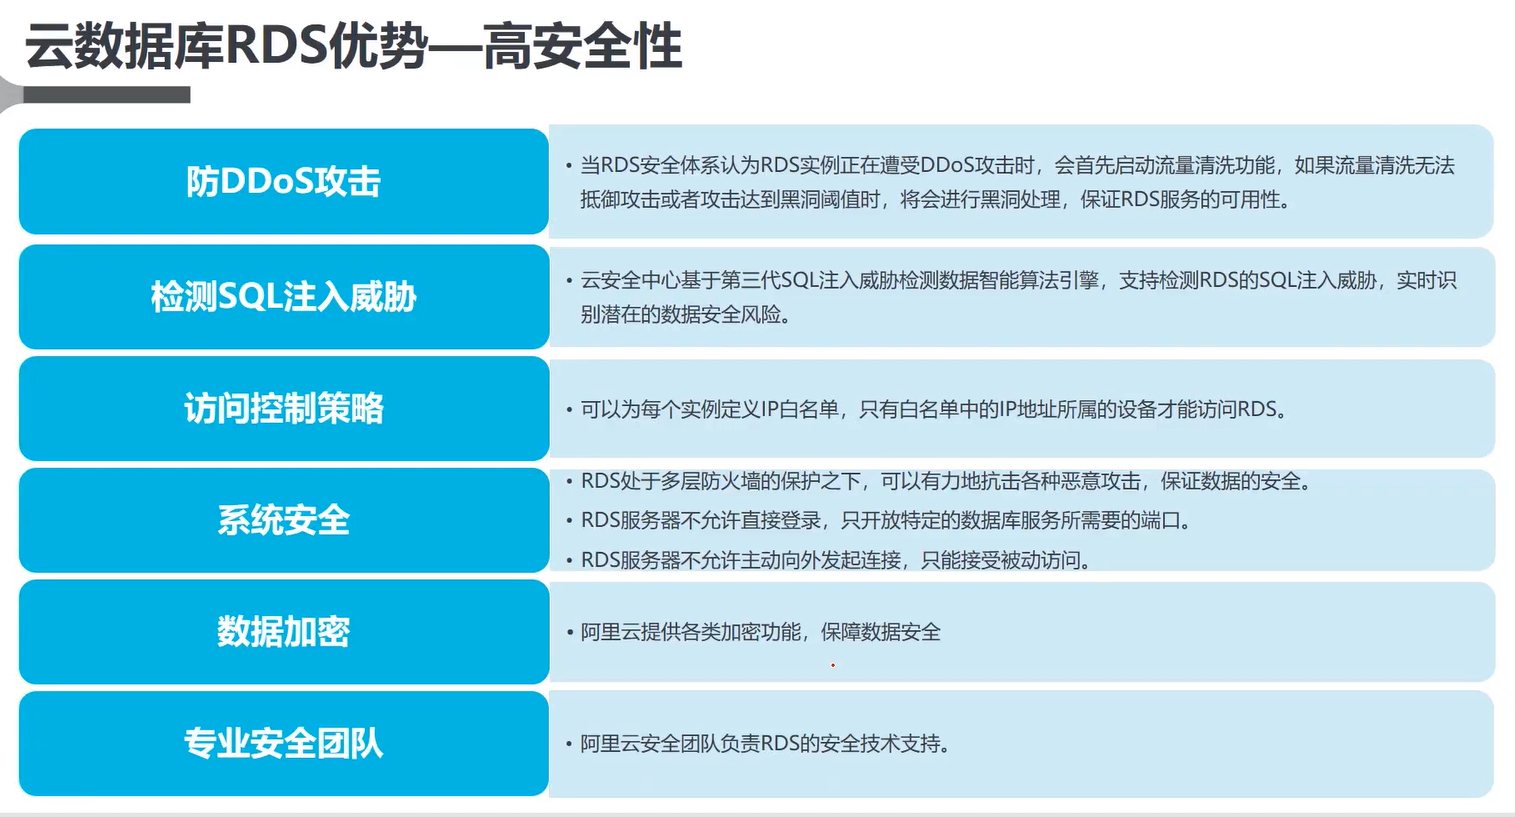 云数据库RDS优势—高安全性
防DDoS攻击
• 当RDS安全体系认为RDS实例正在遭受DDoS攻击时，会首先启动流量清洗功能，如果流量清洗无法
抵御攻击或者攻击达到黑洞阈值时，将会进行黑洞处理，保证RDS服务的可用性。
检测SQL注入威胁
• 云安全中心基于第三代SQL注入威胁检测数据智能算法引擎，支持检测RDS的SQL注入威胁，实时识
别潜在的数据安全风险。
访问控制策略
• 可以为每个实例定义IP白名单，只有白名单中的IP地址所属的设备才能访问RDS。
系统安全
• RDS处于多层防火墙的保护之下，可以有力地抗击各种恶意攻击，保证数据的安全。
• RDS服务器不允许直接登录，只开放特定的数据库服务所需要的端口。
• RDS服务器不允许主动向外发起连接，只能接受被动访问。
数据加密
• 阿里云提供各类加密功能，保障数据安全
专业安全团队
• 阿里云安全团队负责RDS的安全技术支持。